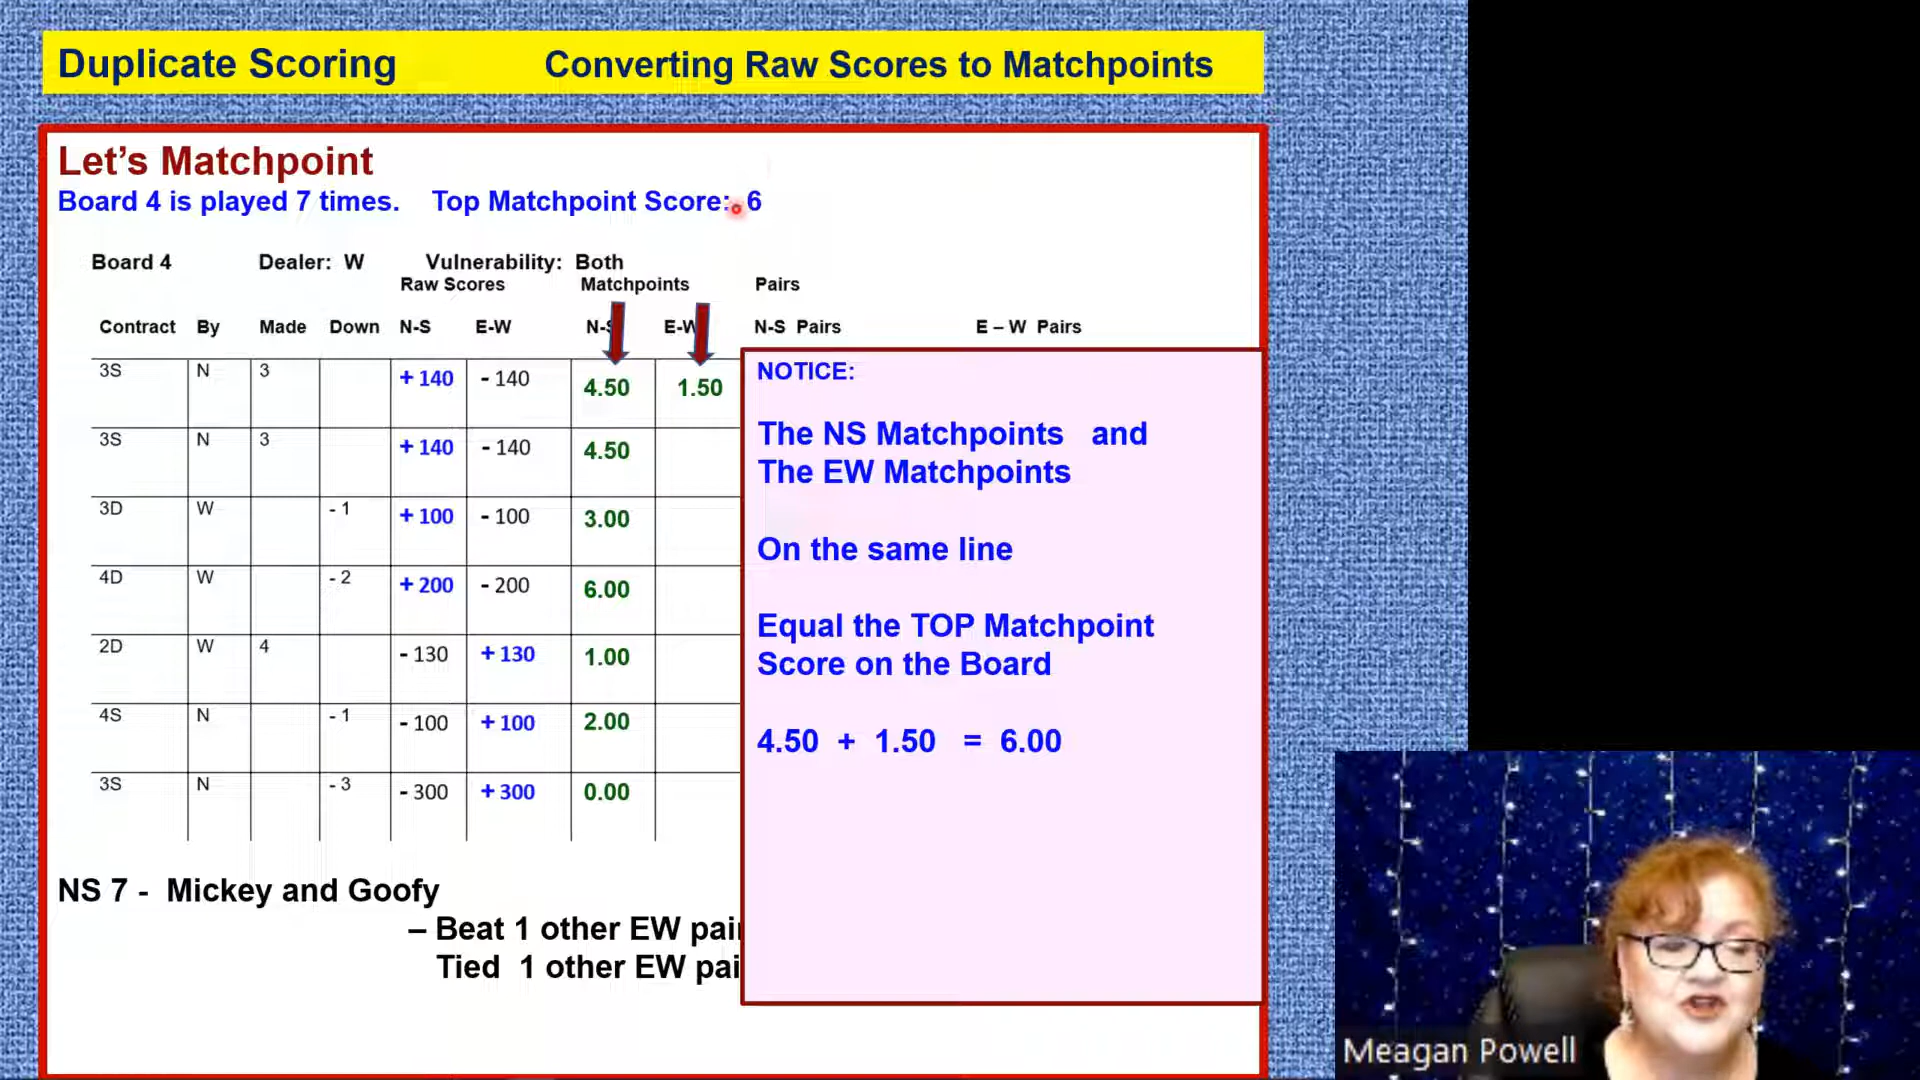 Duplicate Scoring Converting Raw Scores to Matchpoints
Let's Matchpoint
Board 4 is played 7 times. Top Matchpoint Score: 6
Board 4 Dealer: W Vulnerability: Both
Raw Scores Matchpoints Pairs
Contract By Made Down N-S E-W N-S E-W N-S Pairs E – W Pairs
3S N 3 + 140 - 140 4.50 1.50
3S N 3 + 140 - 140 4.50
3D W - 1 + 100 - 100 3.00
4D W - 2 + 200 - 200 6.00
2D W 4 - 130 + 130 1.00
4S N - 1 - 100 + 100 2.00
3S N - 3 - 300 + 300 0.00
NOTICE:
The NS Matchpoints and
The EW Matchpoints
On the same line
Equal the TOP Matchpoint
Score on the Board
4.50 + 1.50 = 6.00
NS 7 - Mickey and Goofy
– Beat 1 other EW pair
Tied 1 other EW pai
Meagan Powell